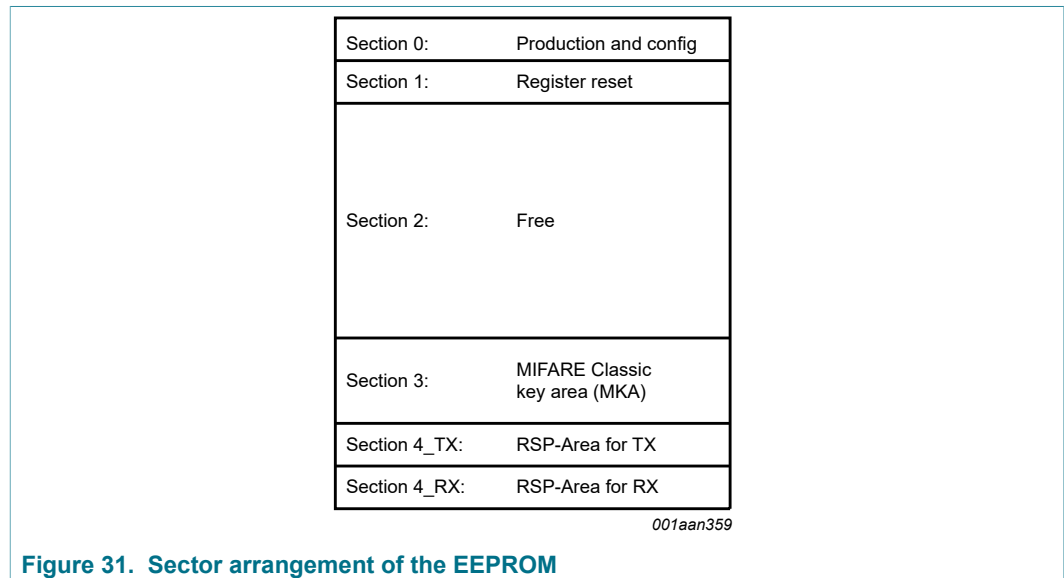 Section 0: Production and config
Section 1: Register reset
Section 2: Free
Section 3: MIFARE Classic
key area (MKA)
Section 4_TX: RSP-Area for TX
Section 4_RX: RSP-Area for RX
001aan359
Figure 31. Sector arrangement of the EEPROM